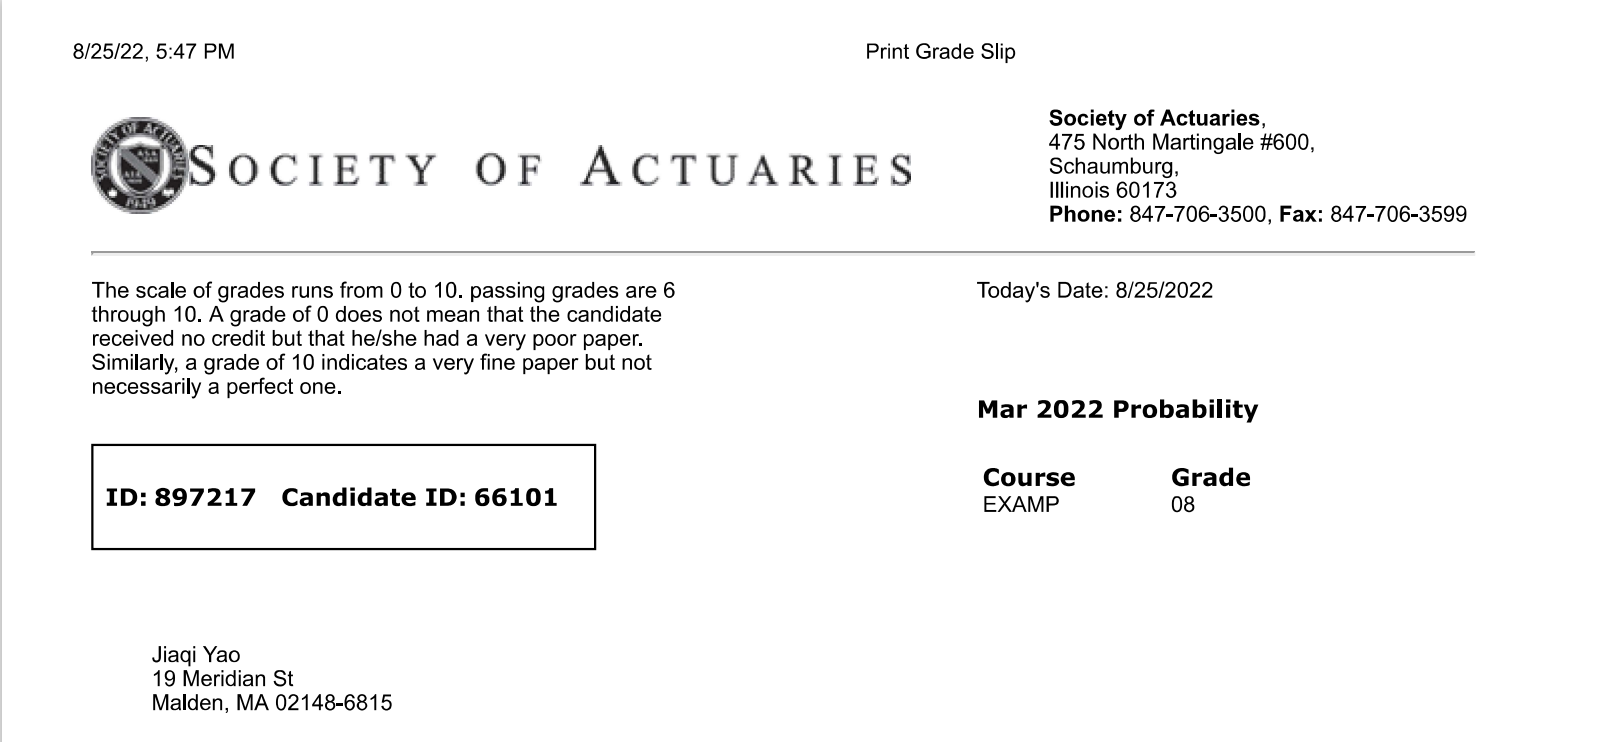 8/25/22, 5:47 PM
Print Grade Slip
SOCIETY OF ACTUARIES
1949
SOCIETY OF ACTUARIES
Society of Actuaries,
475 North Martingale #600,
Schaumburg,
Illinois 60173
Phone: 847-706-3500, Fax: 847-706-3599
The scale of grades runs from 0 to 10. passing grades are 6
through 10. A grade of 0 does not mean that the candidate
received no credit but that he/she had a very poor paper.
Similarly, a grade of 10 indicates a very fine paper but not
necessarily a perfect one.
Today's Date: 8/25/2022
Mar 2022 Probability
ID: 897217 Candidate ID: 66101
Course Grade
EXAMP 08
Jiaqi Yao
19 Meridian St
Malden, MA 02148-6815